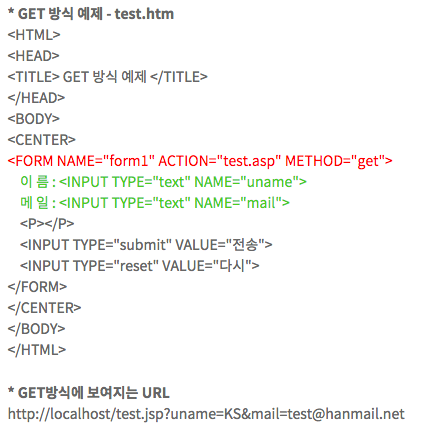 * GET 방식 예제 - test.htm
<HTML>
<HEAD>
<TITLE> GET 방식 예제 </TITLE>
</HEAD>
<BODY>
<CENTER>
<FORM NAME="form1" ACTION="test.asp" METHOD="get">
이 름 : <INPUT TYPE="text" NAME="uname">
메 일 : <INPUT TYPE="text" NAME="mail">
<P></P>
<INPUT TYPE="submit" VALUE="전송">
<INPUT TYPE="reset" VALUE="다시">
</FORM>
</CENTER>
</BODY>
</HTML>
* GET방식에 보여지는 URL
http://localhost/test.jsp?uname=KS&mail=test@hanmail.net